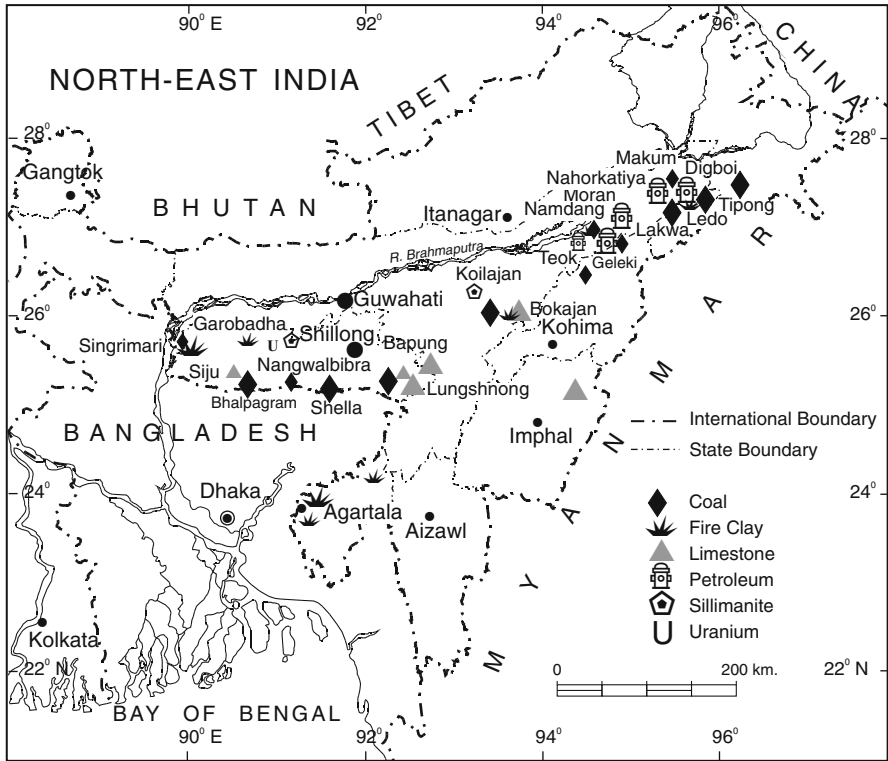 90° E
92°
94°
96°
NORTH-EAST INDIA
TIBET
CHINA
28°
28°
Gangtok
BHUTAN
Itanagar
Makum
Digboi
Nahorkatiya
Moran
Namdang
Tipong
Ledo
Lakwa
Teok
Geleki
R. Brahmaputra
Koilajan
26°
Guwahati
Bokajan
26°
Kohima
Garobadha
Singrimari
U
Shillong
Bapung
Siju
Nangwalbibra
Lungshnong
Bhalpagram
Shella
BANGLADESH
Imphal
MYANMAR
International Boundary
State Boundary
24°
24°
Dhaka
Agartala
Aizawl
Coal
Fire Clay
Limestone
Petroleum
Sillimanite
U Uranium
Kolkata
22° N
22° N
0 200 km.
BAY OF BENGAL
90° E
92°
94°
96°